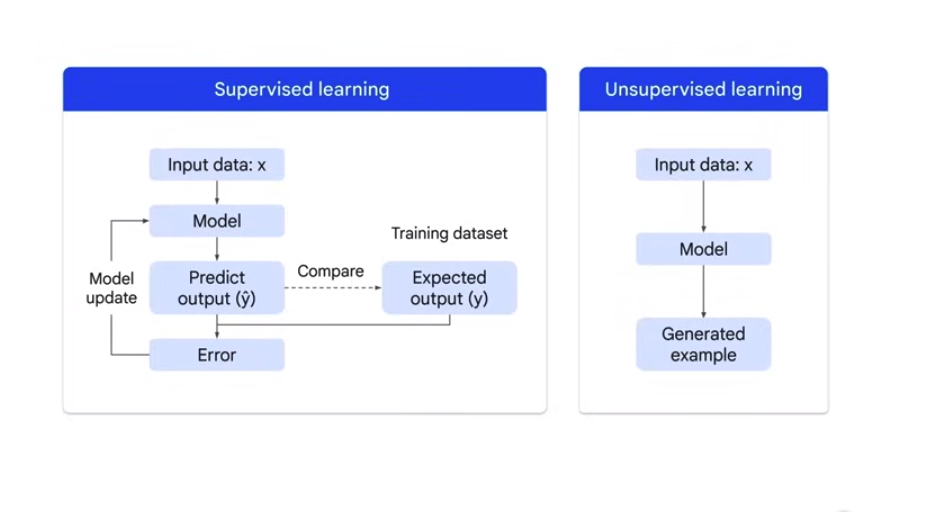 Supervised learning
Input data: x
Model
Training dataset
Model
update
Predict
output (ŷ)
Compare
Expected
output (y)
Error
Unsupervised learning
Input data: x
Model
Generated
example